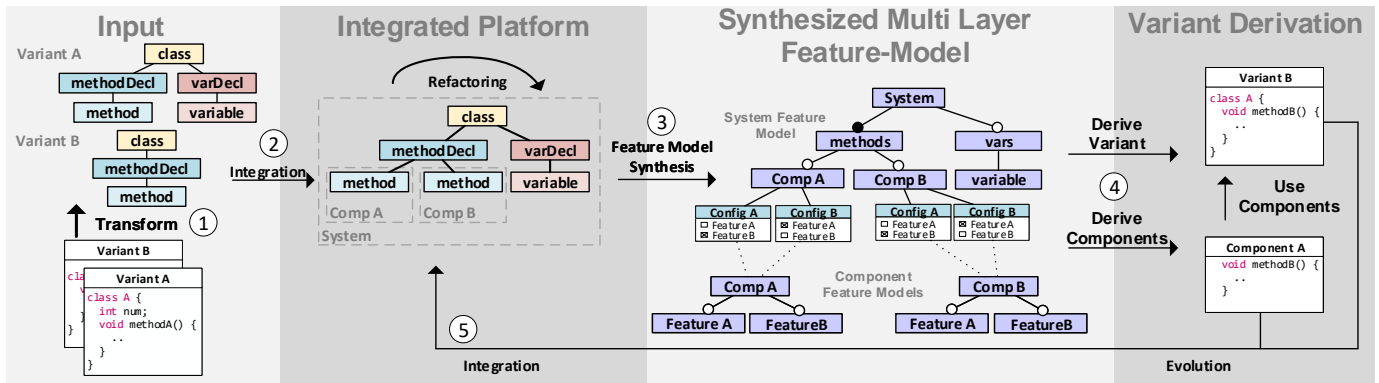 Input
Variant A
class
methodDecl
varDecl
method
variable
Variant B
class
methodDecl
method
Transform
1
Variant B
Variant A
class A {
int num;
void methodA() {
..
}
}
}
}
Integrated Platform
Refactoring
2
Integration
class
methodDecl
varDecl
method
method
variable
Comp A
Comp B
System
3
Feature Model
Synthesis
Synthesized Multi Layer
Feature-Model
System
System Feature
Model
methods
vars
Comp A
Comp B
variable
Config A
Feature A
Feature B
Config B
Feature A
Feature B
Config A
Feature A
Feature B
Config B
Feature A
Feature B
Component
Feature Models
Comp A
Comp B
Feature A
FeatureB
Feature A
FeatureB
Variant Derivation
Derive
Variant
4
Derive
Components
Variant B
class A {
void methodB() {
..
}
}
Use
Components
Component A
void methodB() {
..
}
5
Integration
Evolution